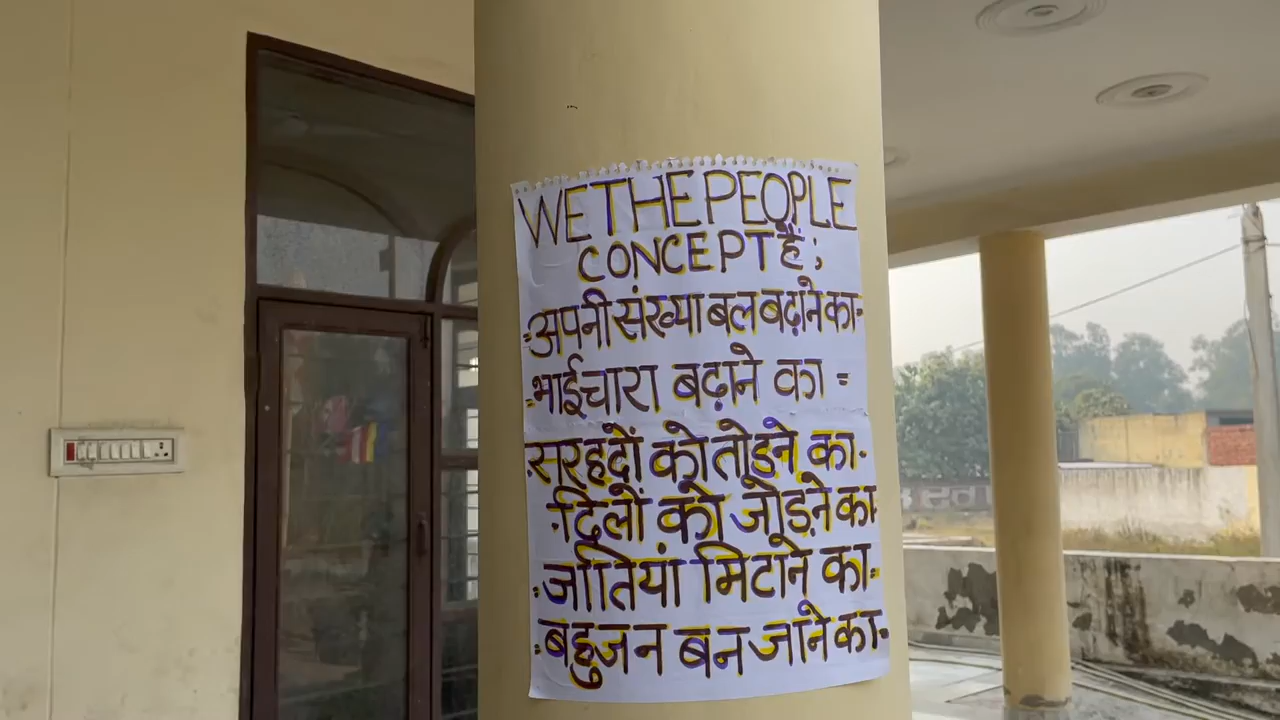 WE THE PEOPLE
CONCEPT हैं ;
अपनी संख्या बल बढ़ाने का-
भाईचारा बढ़ाने का =
सरहदों को तोड़ने का.
दिलों को जोड़ने का
जातियां मिटाने का.
बहुजन बन जाने का.